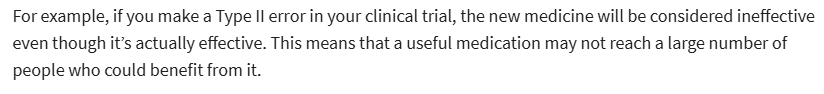 For example, if you make a Type II error in your clinical trial, the new medicine will be considered ineffective
even though it’s actually effective. This means that a useful medication may not reach a large number of
people who could benefit from it.